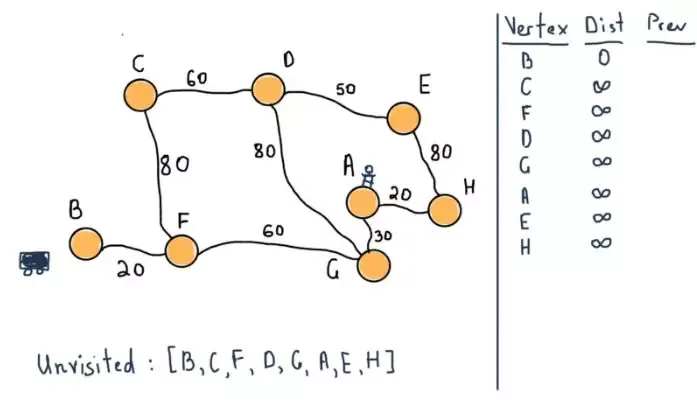 C
60
D
50
E
80
80
80
A
20
H
B
F
60
30
20
G
Unvisited : [B, C, F, D, G, A, E, H]
Vertex Dist Prev
B 0
C ∞
F ∞
D ∞
G ∞
A ∞
E ∞
H ∞